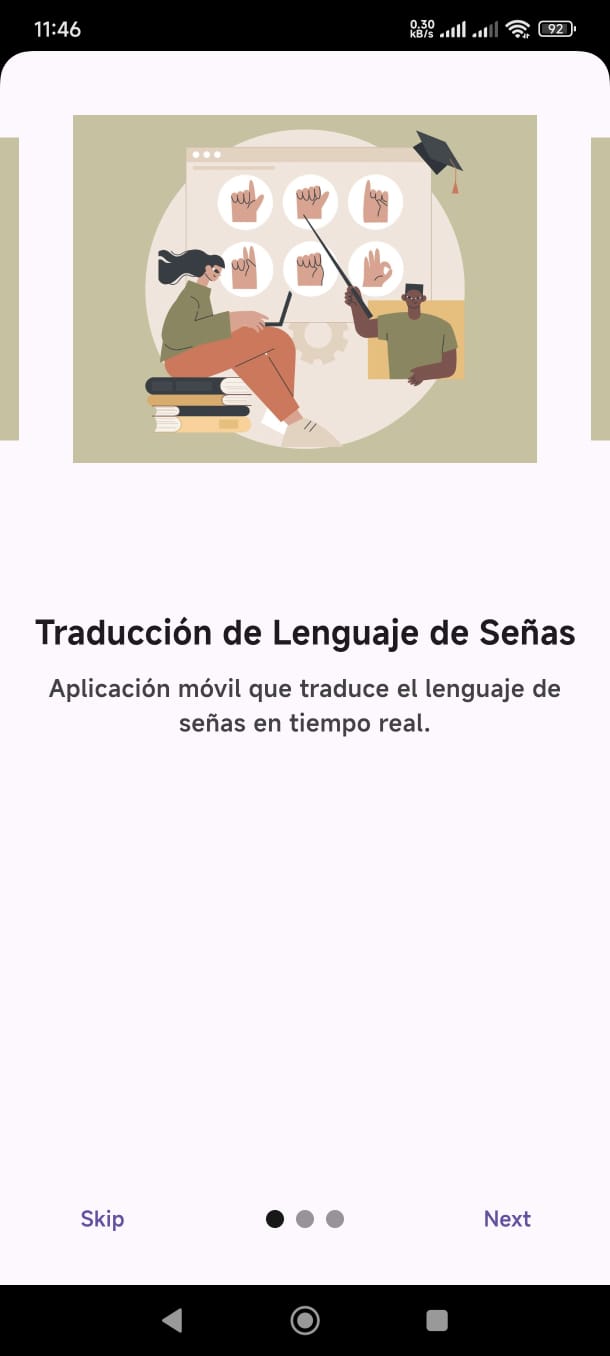 11:46
0.30
kB/s
92
Traducción de Lenguaje de Señas
Aplicación móvil que traduce el lenguaje de
señas en tiempo real.
Skip
Next